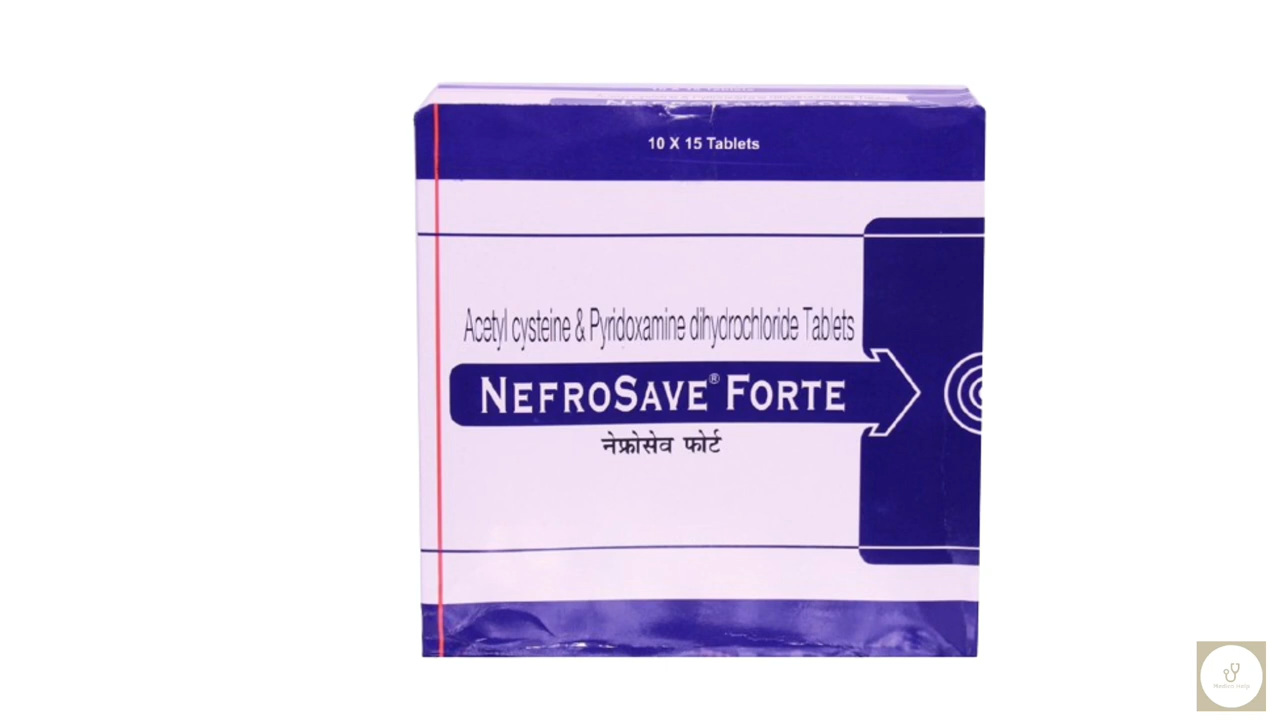 10 X 15 Tablets
Acetyl cysteine & Pyridoxamine dihydrochloride Tablets
NEFROSAVE® FORTE
नेफ्रोसेव फोर्ट